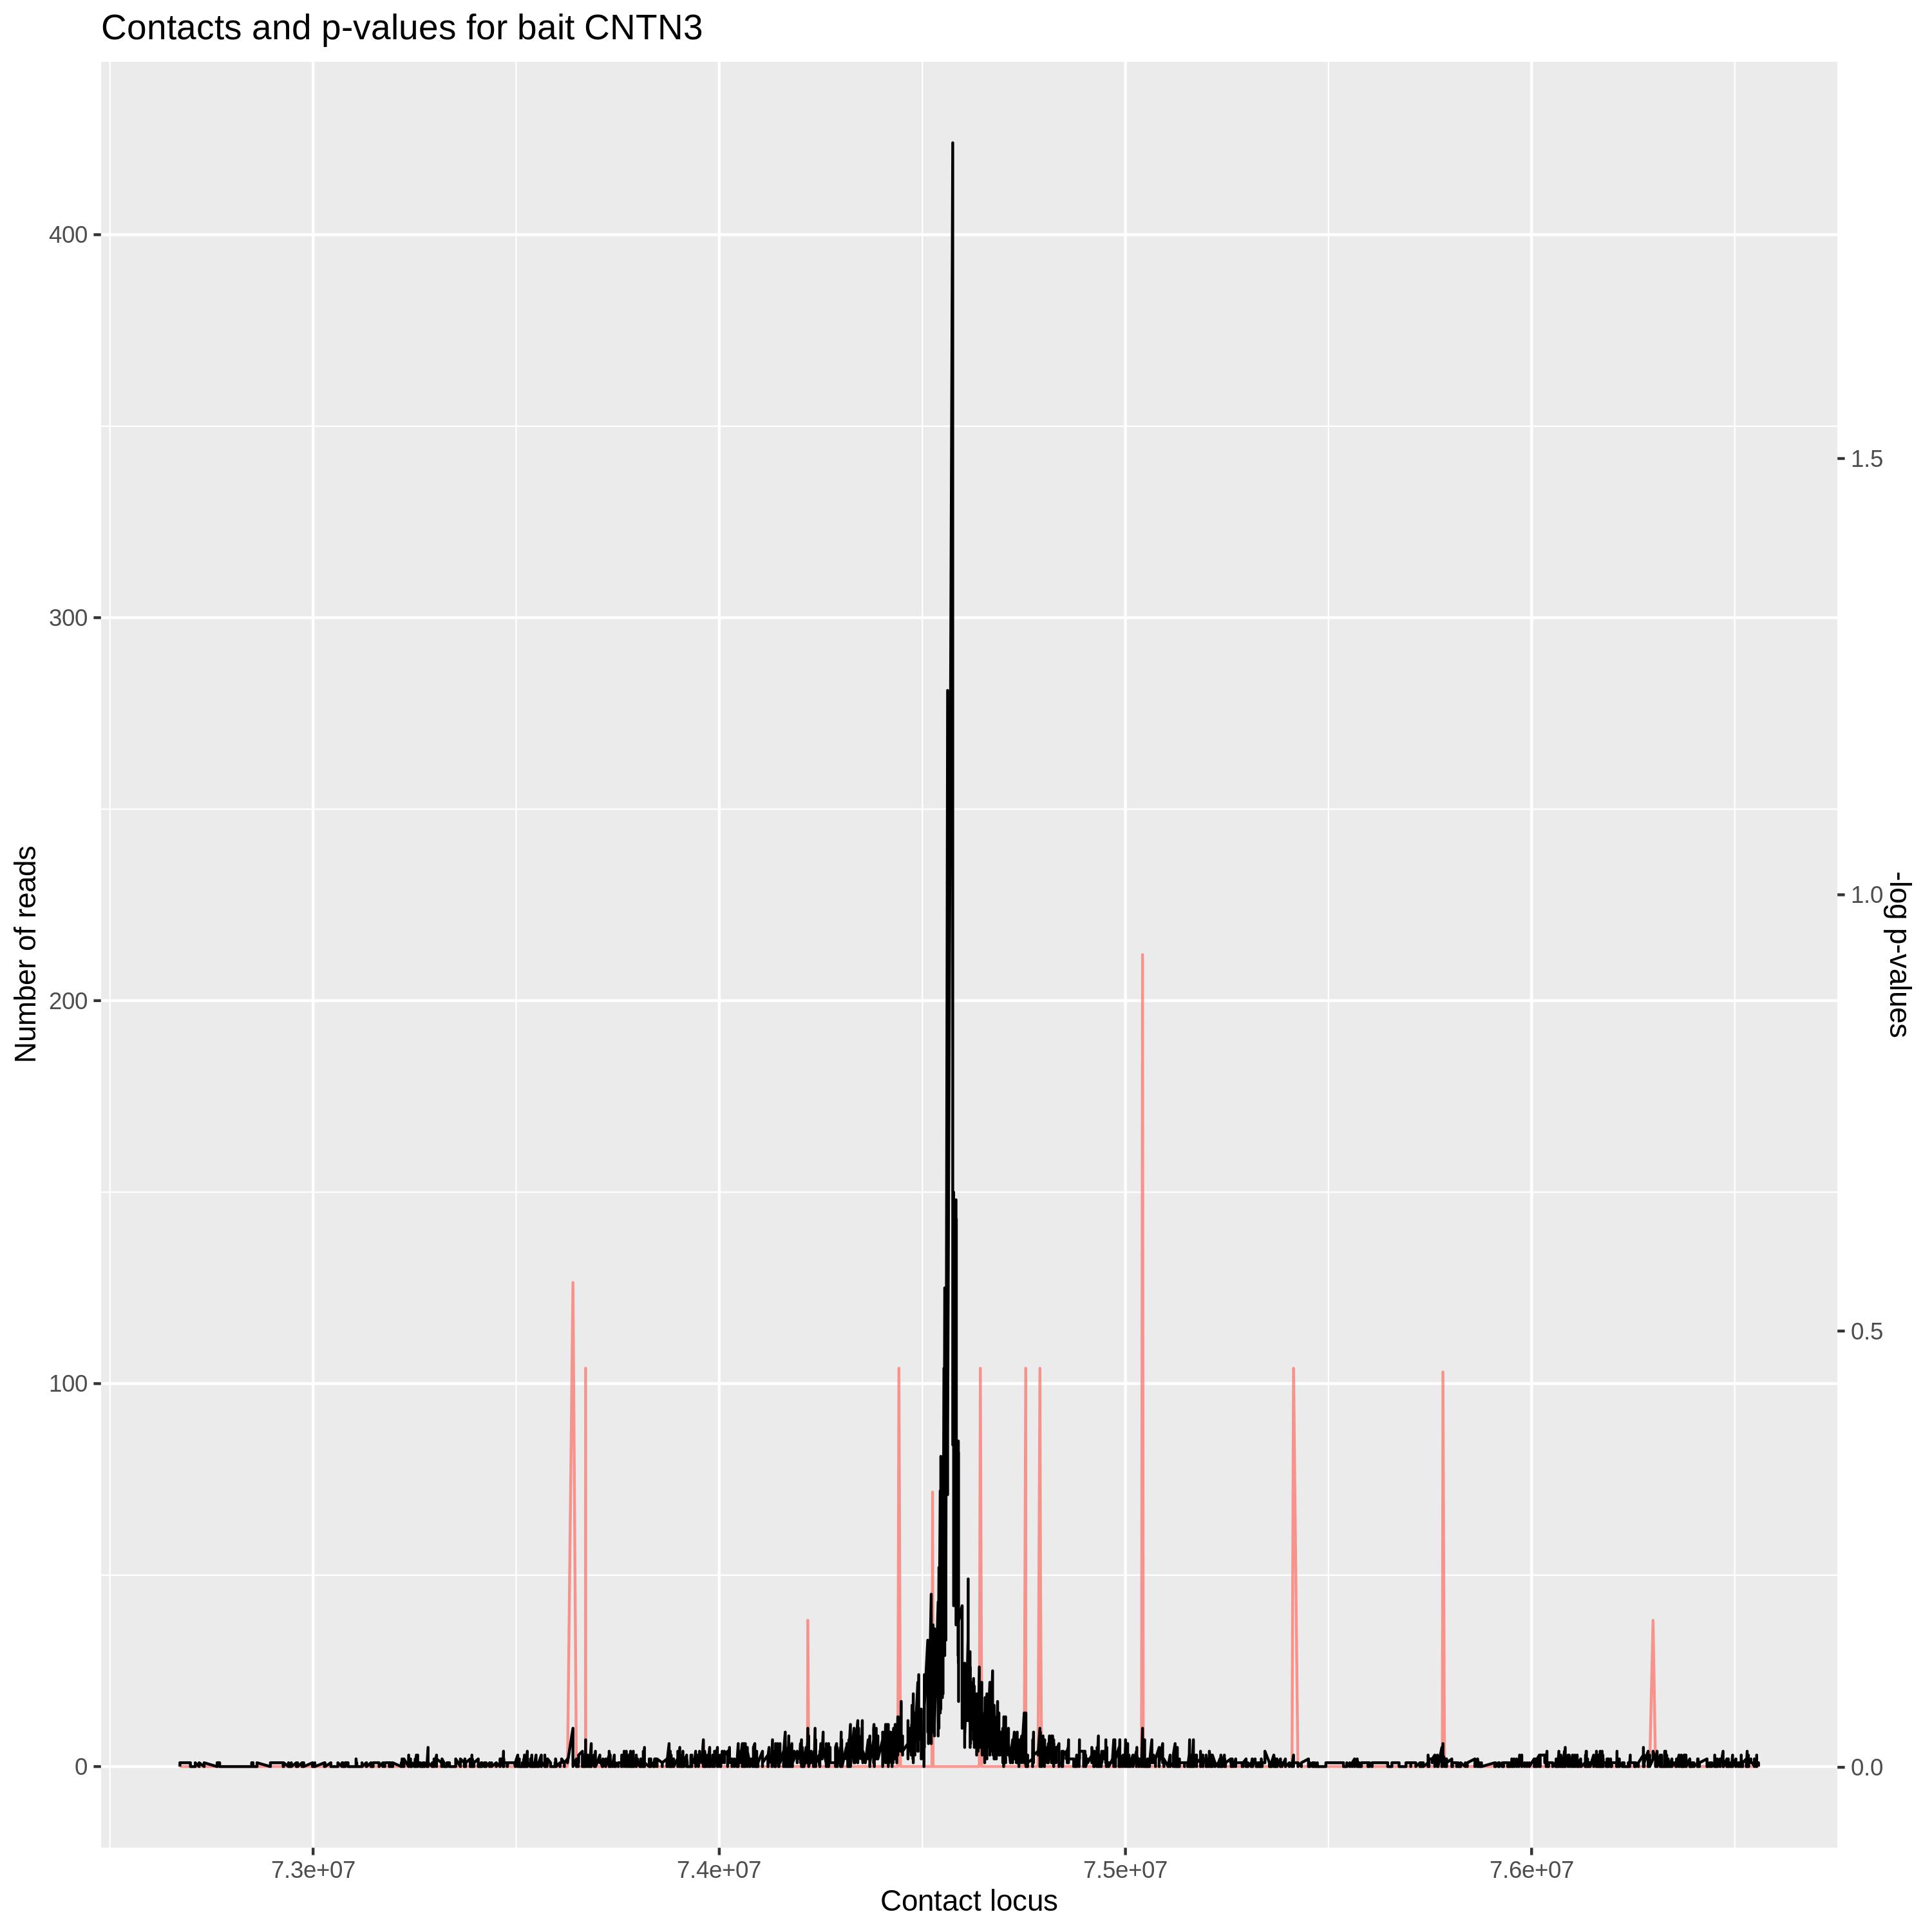 Contacts and p-values for bait CNTN3
Number of reads
400
300
200
100
0
1.5
1.0
0.5
0.0
-log p-values
7.3e+07
7.4e+07
7.5e+07
7.6e+07
Contact locus